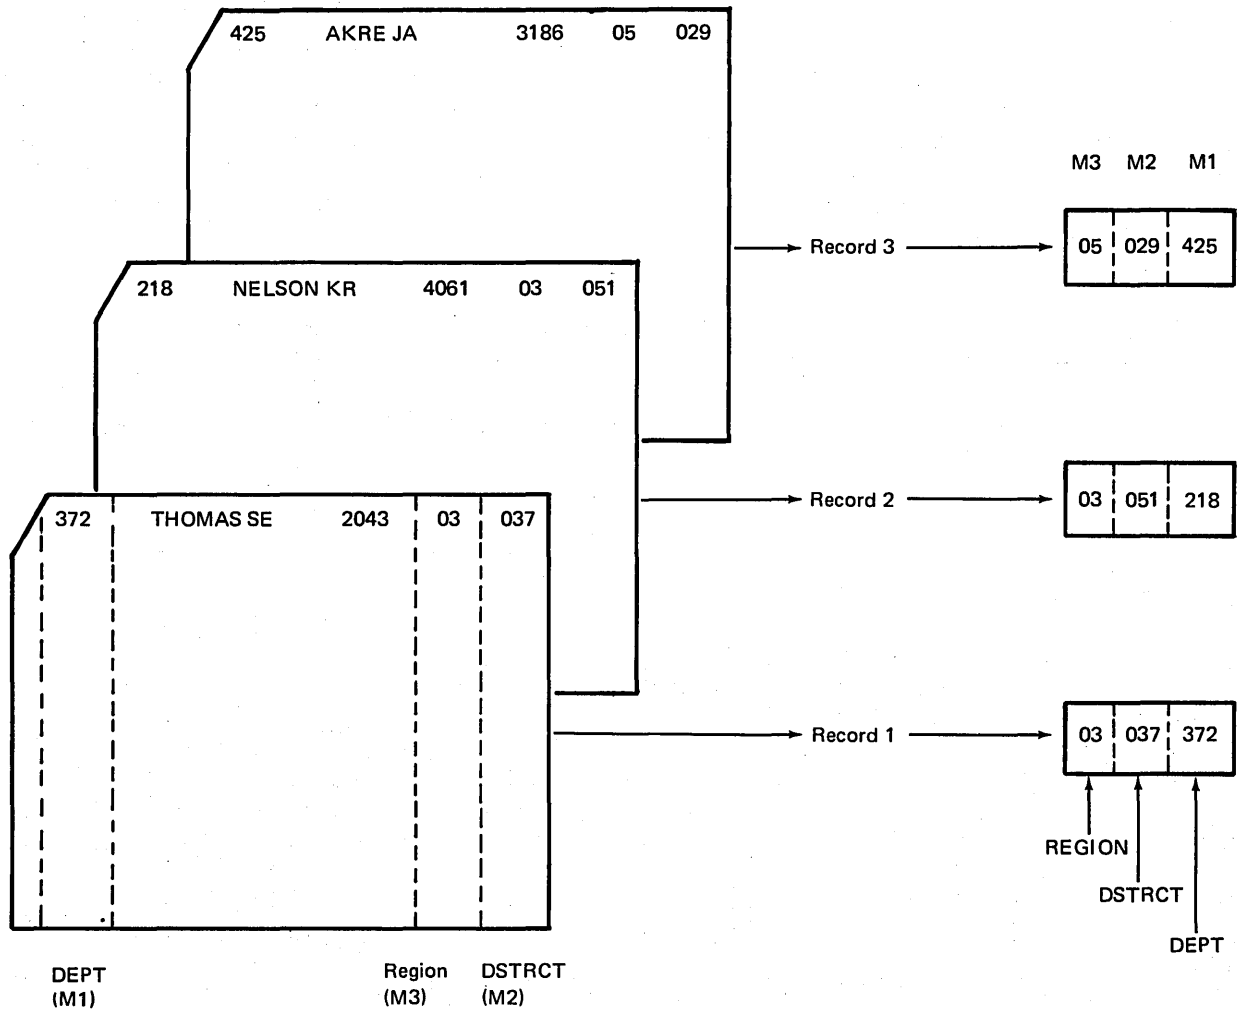 425 AKRE JA 3186 05 029
M3 M2 M1
Record 3
05 029 425
218 NELSON KR 4061 03 051
Record 2
03 051 218
372 THOMAS SE 2043 03 037
Record 1
03 037 372
REGION
DSTRCT
DEPT
DEPT
(M1)
Region
(M3)
DSTRCT
(M2)